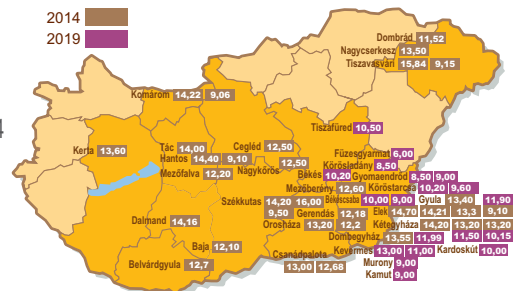 2014
2019
Dombrád 11,52
Nagycserkesz 13,50
Tiszavasvári 15,84 9,15
Komárom 14,22 9,06
4
Tiszafüred 10,50
Kerta 13,60
Tác 14,00
Cegléd 12,50
Füzesgyarmat 6,00
Hantos 14,40 9,10
Nagykőrös 12,50
Körösladány 8,50
Mezőfalva 12,20
Békés 10,20
Gyomaendrőd 8,50 9,00
Mezőberény 12,60
Köröstarcsa 10,20 9,60
Székkutas 14,20 16,00
9,50
Békéscsaba 10,00 9,00
Gyula 13,40 11,90
Dalmand 14,16
Gerendás 12,18
Elek 14,70 14,21 13,3 9,10
Orosháza 13,20 12,2
Kétegyháza 14,20 13,20 13,20
Dombegyház 13,55 11,99 11,50 10,15
Baja 12,10
Kevermes 13,00 11,00
Kardoskút 10,00
Csanádpalota
13,00 12,68
Belvárdgyula 12,7
Murony 9,00
Kamut 9,00